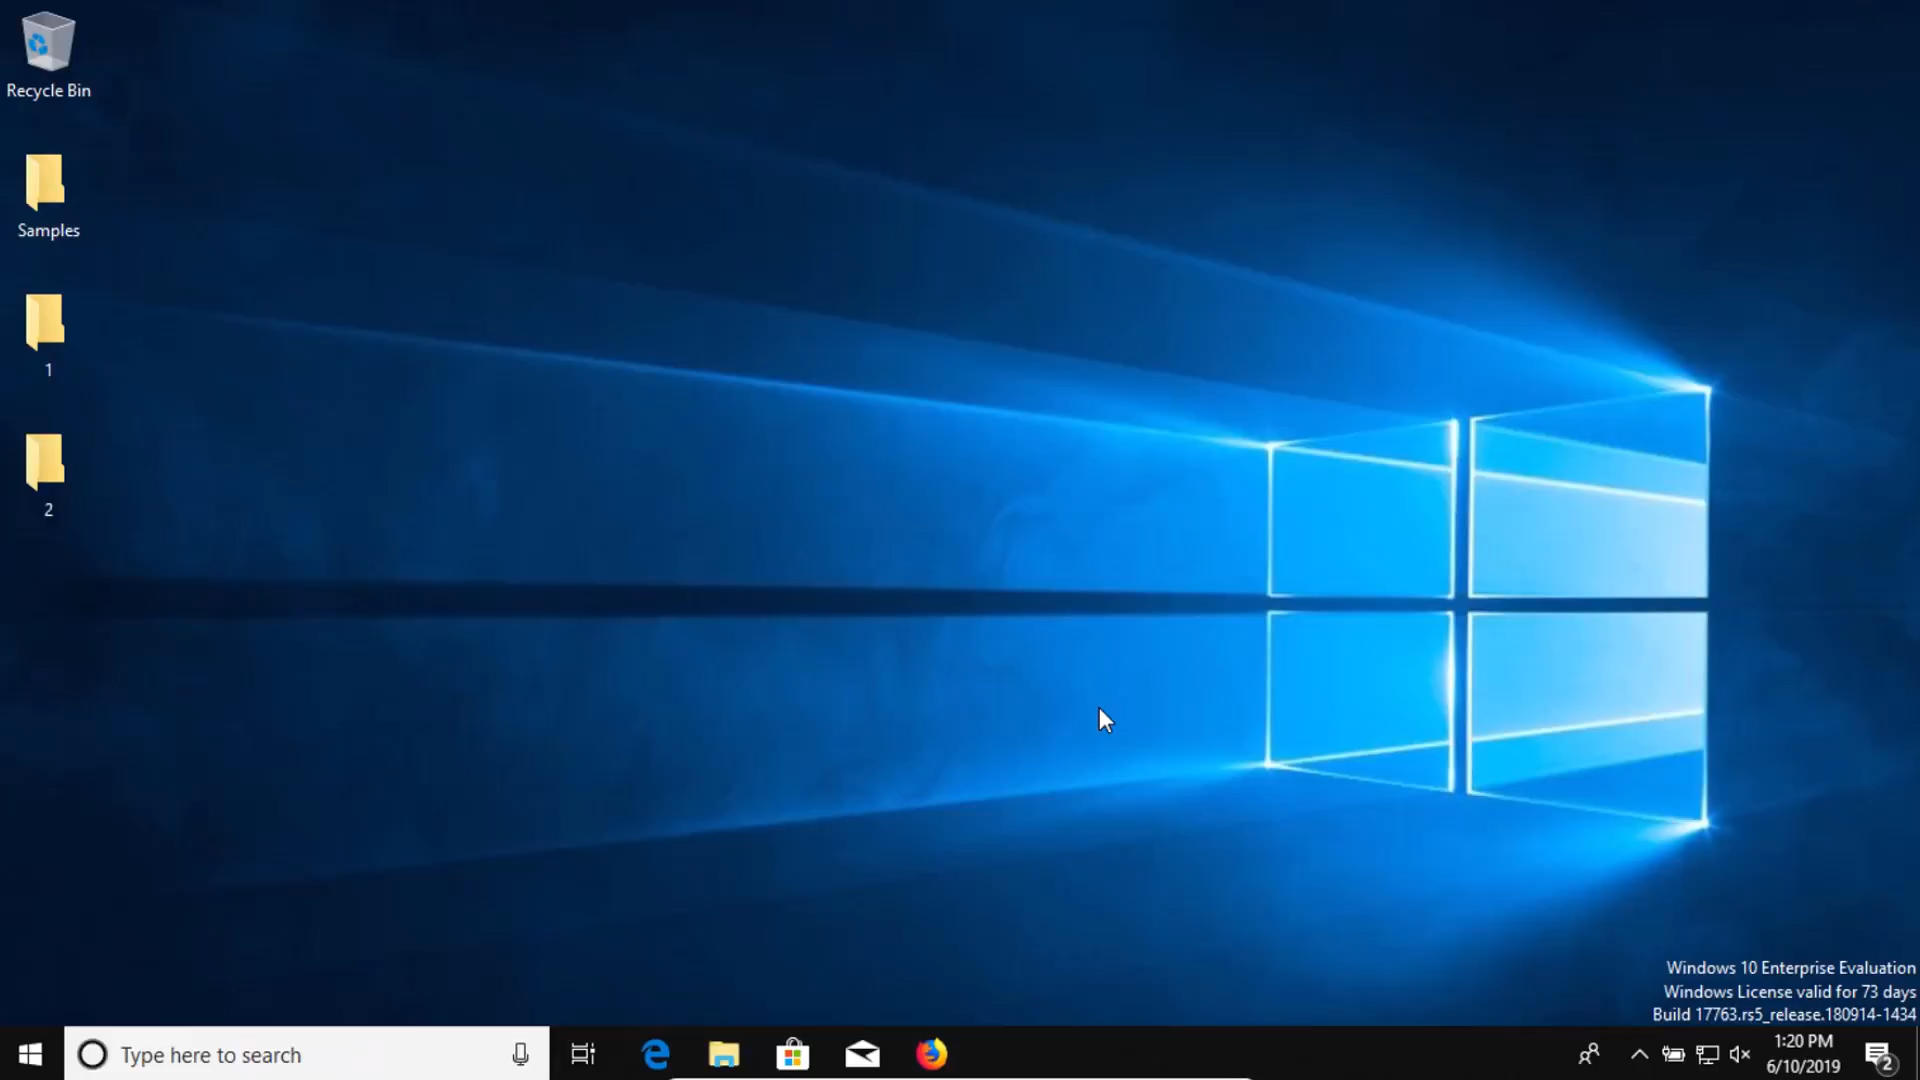 Recycle Bin
Samples
1
2
Windows 10 Enterprise Evaluation
Windows License valid for 73 days
Build 17763.rs5_release.180914-1434
Type here to search
1:20 PM
6/10/2019
2